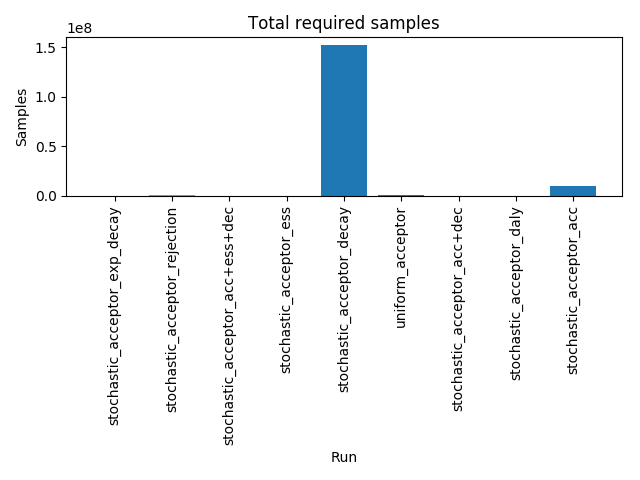 Total required samples
1e8
Samples
1.5
1.0
0.5
0.0
stochastic_acceptor_exp_decay
stochastic_acceptor_rejection
stochastic_acceptor_acc+ess+dec
stochastic_acceptor_ess
stochastic_acceptor_decay
uniform_acceptor
stochastic_acceptor_acc+dec
stochastic_acceptor_daly
stochastic_acceptor_acc
Run